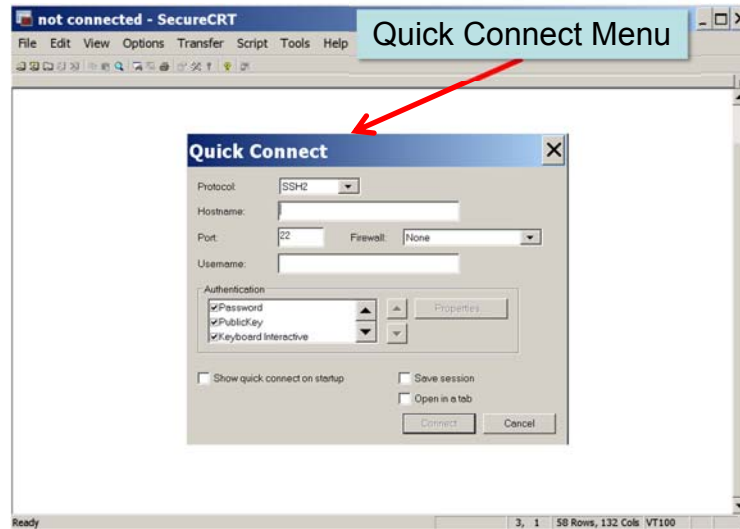 not connected - SecureCRT
File Edit View Options Transfer Script Tools Help
Quick Connect Menu
Quick Connect
Protocol: SSH2
Hostname:
Port: 22 Firewall: None
Username:
Authentication
Password
PublicKey
Keyboard Interactive
Properties...
Show quick connect on startup
Save session
Open in a tab
Connect Cancel
Ready 3, 1 58 Rows, 132 Cols VT100